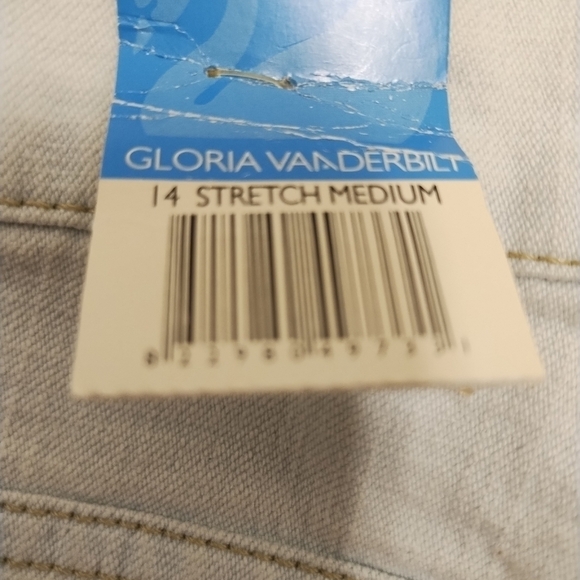 GLORIA VANDERBILT
14 STRETCH MEDIUM